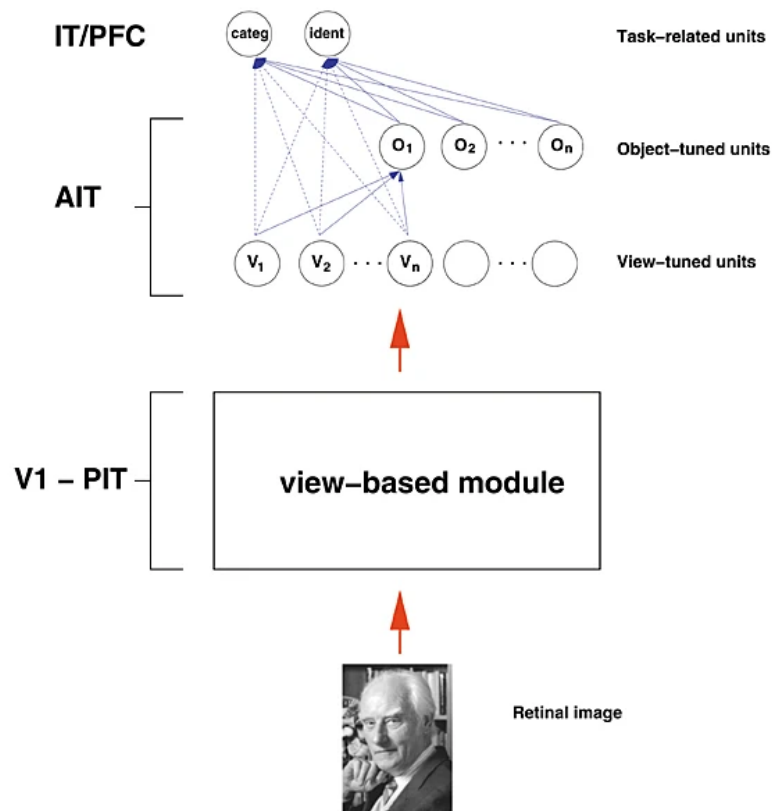 IT/PFC categ ident Task–related units
O1 O2 · · · On Object–tuned units
AIT
V1 V2 · · · Vn · · · View–tuned units
V1 – PIT view–based module
Retinal image